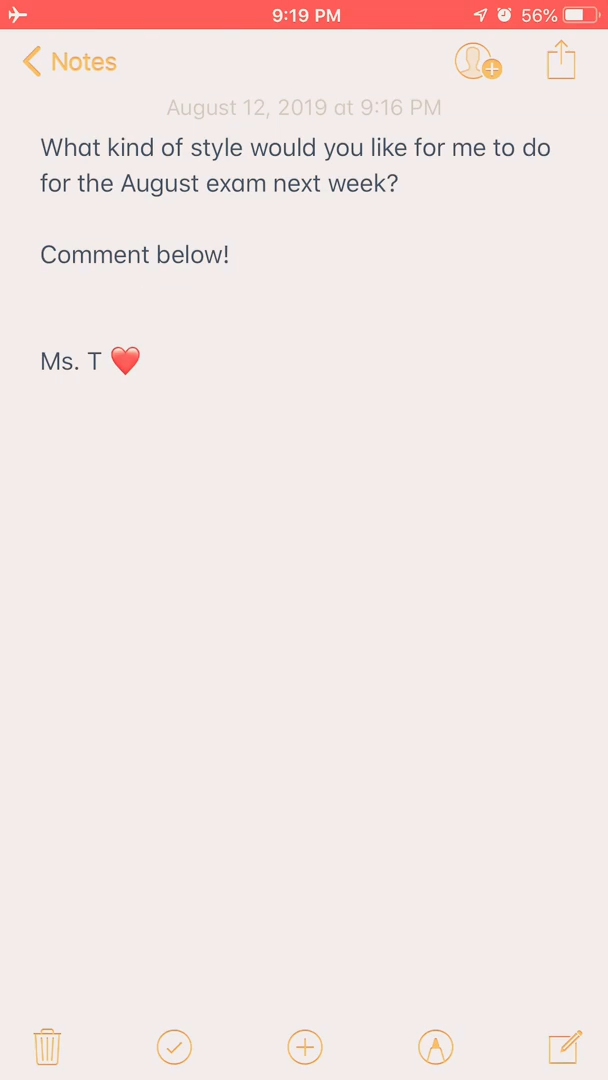 9:19 PM
56%
Notes
August 12, 2019 at 9:16 PM
What kind of style would you like for me to do
for the August exam next week?
Comment below!
Ms. T ❤️